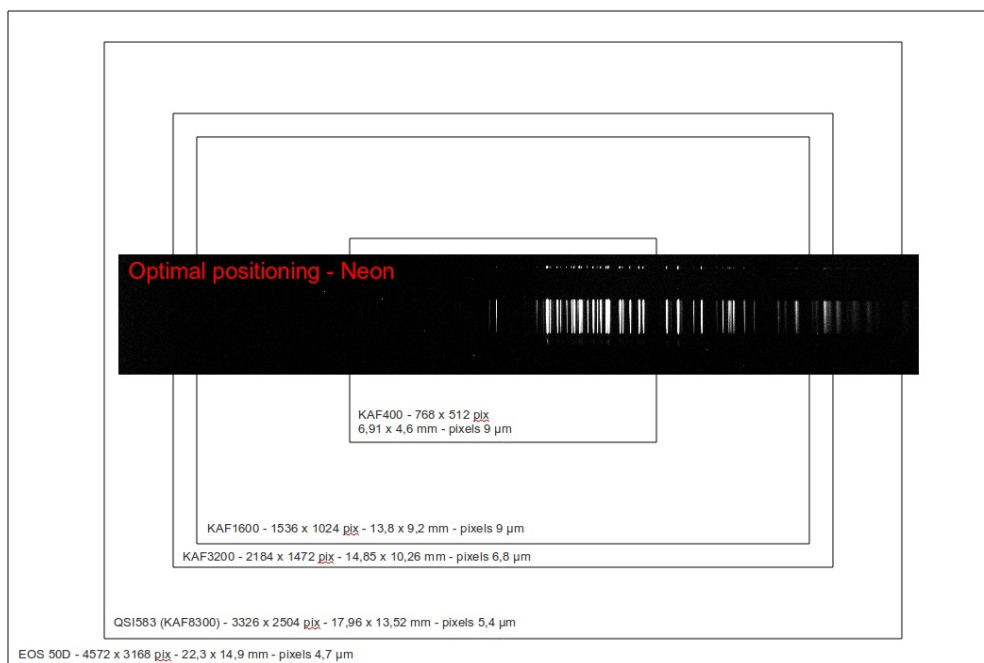 Optimal positioning - Neon
KAF400 - 768 x 512 pix
6,91 x 4,6 mm - pixels 9 µm
KAF1600 - 1536 x 1024 pix - 13,8 x 9,2 mm - pixels 9 µm
KAF3200 - 2184 x 1472 pix - 14,85 x 10,26 mm - pixels 6,8 µm
QSI583 (KAF8300) - 3326 x 2504 pix - 17,96 x 13,52 mm - pixels 5,4 µm
EOS 50D - 4572 x 3168 pix - 22,3 x 14,9 mm - pixels 4,7 µm